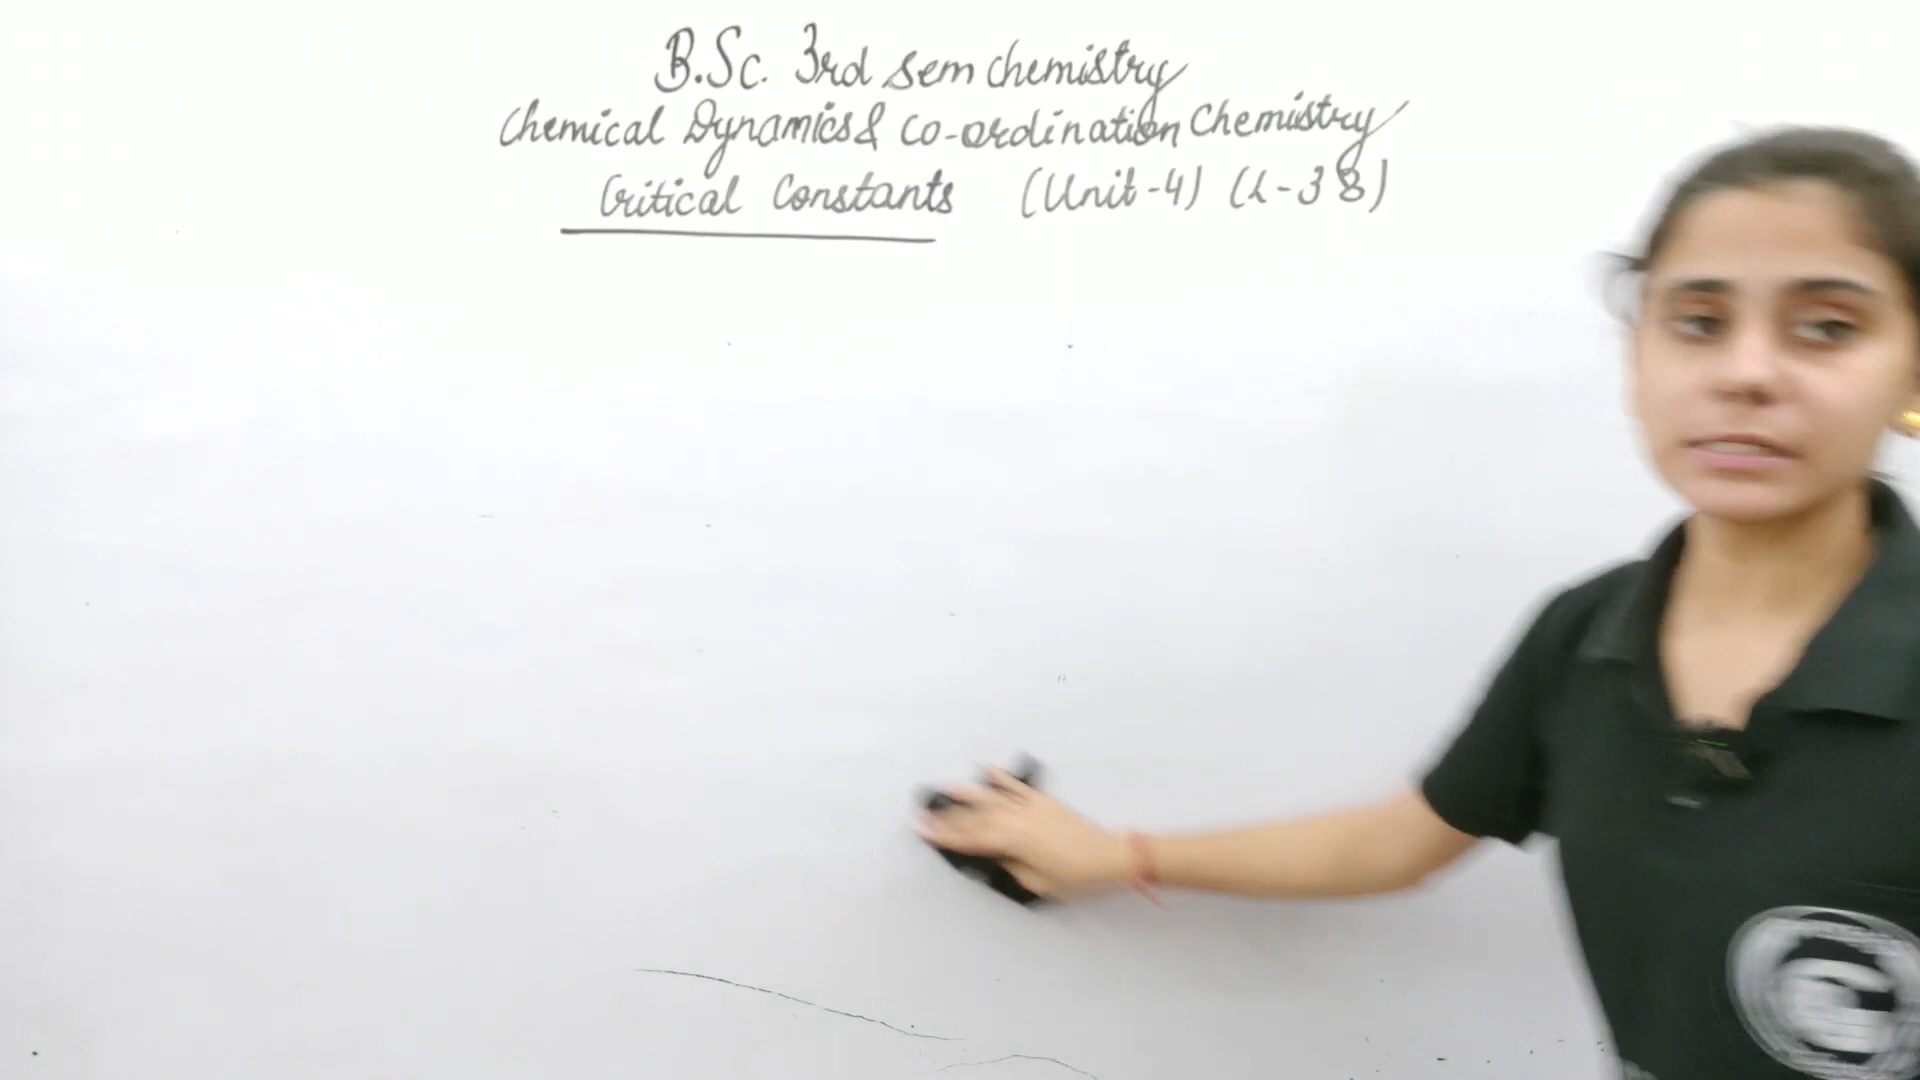 B.Sc. 3rd sem chemistry
Chemical Dynamics & Co-ordination Chemistry
Critical Constants (Unit-4) (L-38)